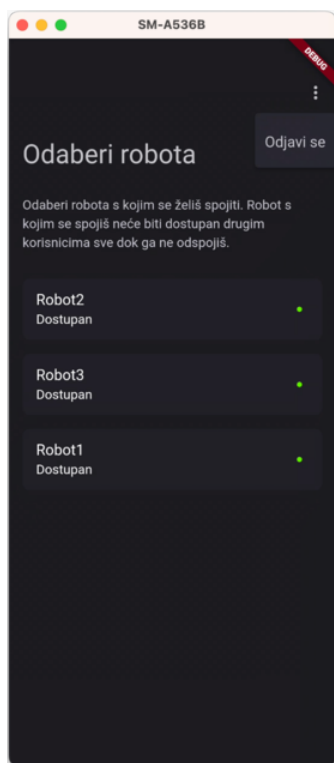 SM-A536B
DEBUG
Odjavi se
Odaberi robota
Odaberi robota s kojim se želiš spojiti. Robot s
kojim se spojiš neće biti dostupan drugim
korisnicima sve dok ga ne odspojiš.
Robot2
Dostupan
Robot3
Dostupan
Robot1
Dostupan